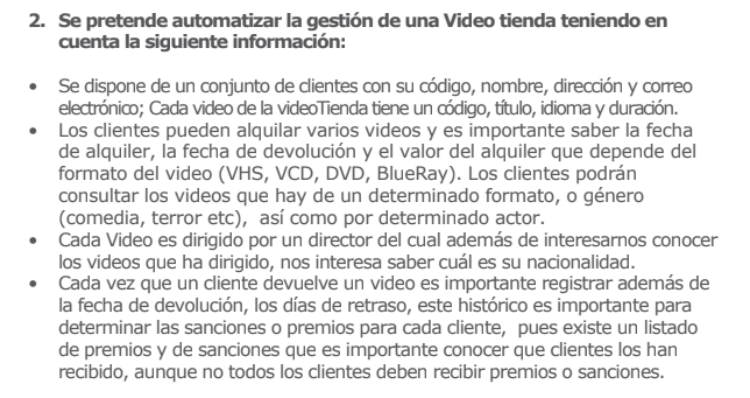 2. Se pretende automatizar la gestión de una Video tienda teniendo en
cuenta la siguiente información:
• Se dispone de un conjunto de clientes con su código, nombre, dirección y correo
electrónico; Cada video de la videoTienda tiene un código, título, idioma y duración.
• Los clientes pueden alquilar varios videos y es importante saber la fecha
de alquiler, la fecha de devolución y el valor del alquiler que depende del
formato del video (VHS, VCD, DVD, BlueRay). Los clientes podrán
consultar los videos que hay de un determinado formato, o género
(comedia, terror etc), así como por determinado actor.
• Cada Video es dirigido por un director del cual además de interesarnos conocer
los videos que ha dirigido, nos interesa saber cuál es su nacionalidad.
• Cada vez que un cliente devuelve un video es importante registrar además de
la fecha de devolución, los días de retraso, este histórico es importante para
determinar las sanciones o premios para cada cliente, pues existe un listado
de premios y de sanciones que es importante conocer que clientes los han
recibido, aunque no todos los clientes deben recibir premios o sanciones.